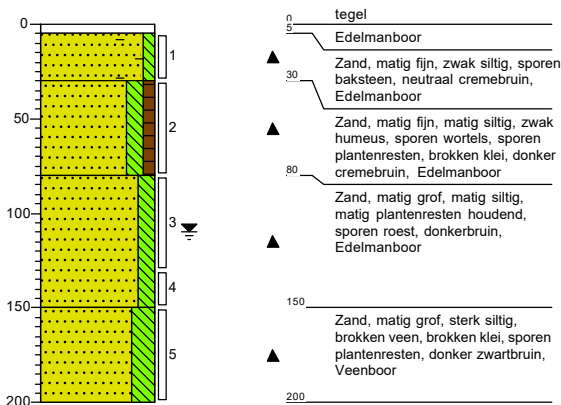 0
50
100
150
200
1
2
3
4
5
0
tegel
5
Edelmanboor
Zand, matig fijn, zwak siltig, sporen
baksteen, neutraal cremebruin,
Edelmanboor
30
Zand, matig fijn, matig siltig, zwak
humeus, sporen wortels, sporen
plantenresten, brokken klei, donker
cremebruin, Edelmanboor
80
Zand, matig grof, matig siltig,
matig plantenresten houdend,
sporen roest, donkerbruin,
Edelmanboor
150
Zand, matig grof, sterk siltig,
brokken veen, brokken klei, sporen
plantenresten, donker zwartbruin,
Veenboor
200